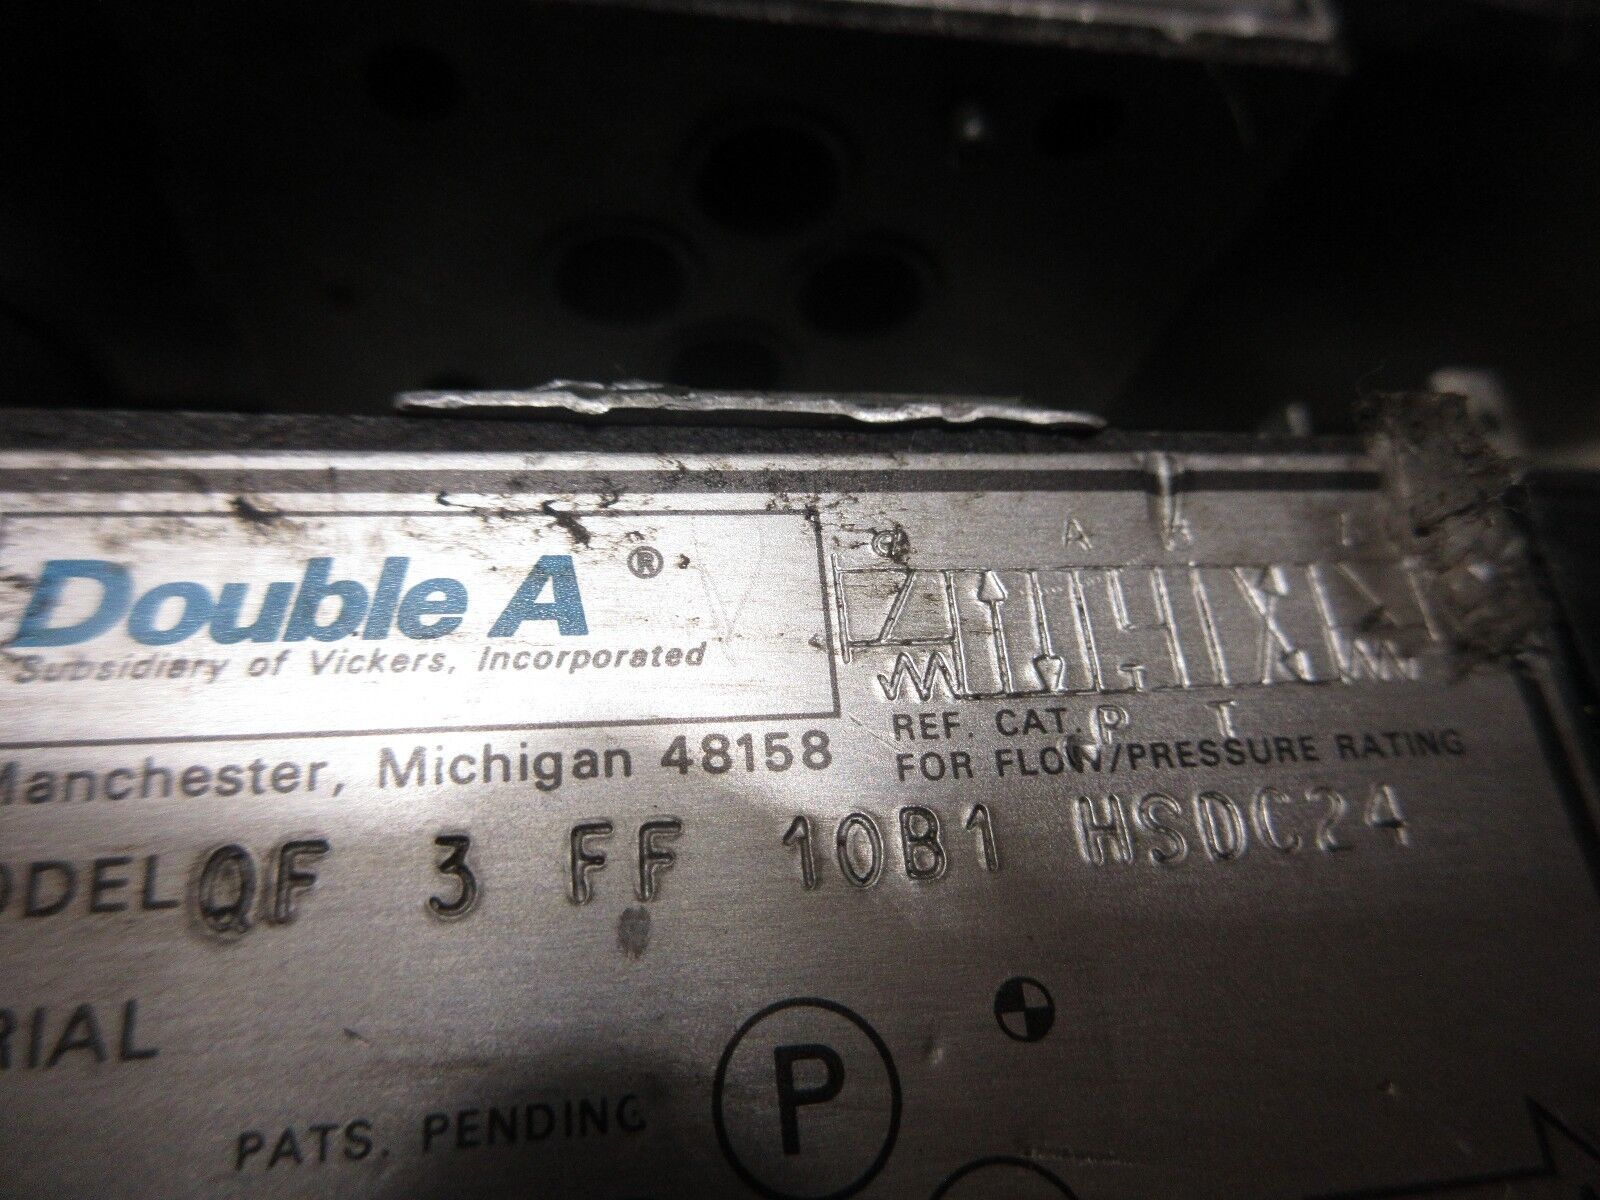 Double A ®
Subsidiary of Vickers, Incorporated
Manchester, Michigan 48158
A
P T
REF. CAT.
FOR FLOW/PRESSURE RATING
MODEL QF 3 FF 10B1 HSDC24
RIAL
PATS. PENDING
P